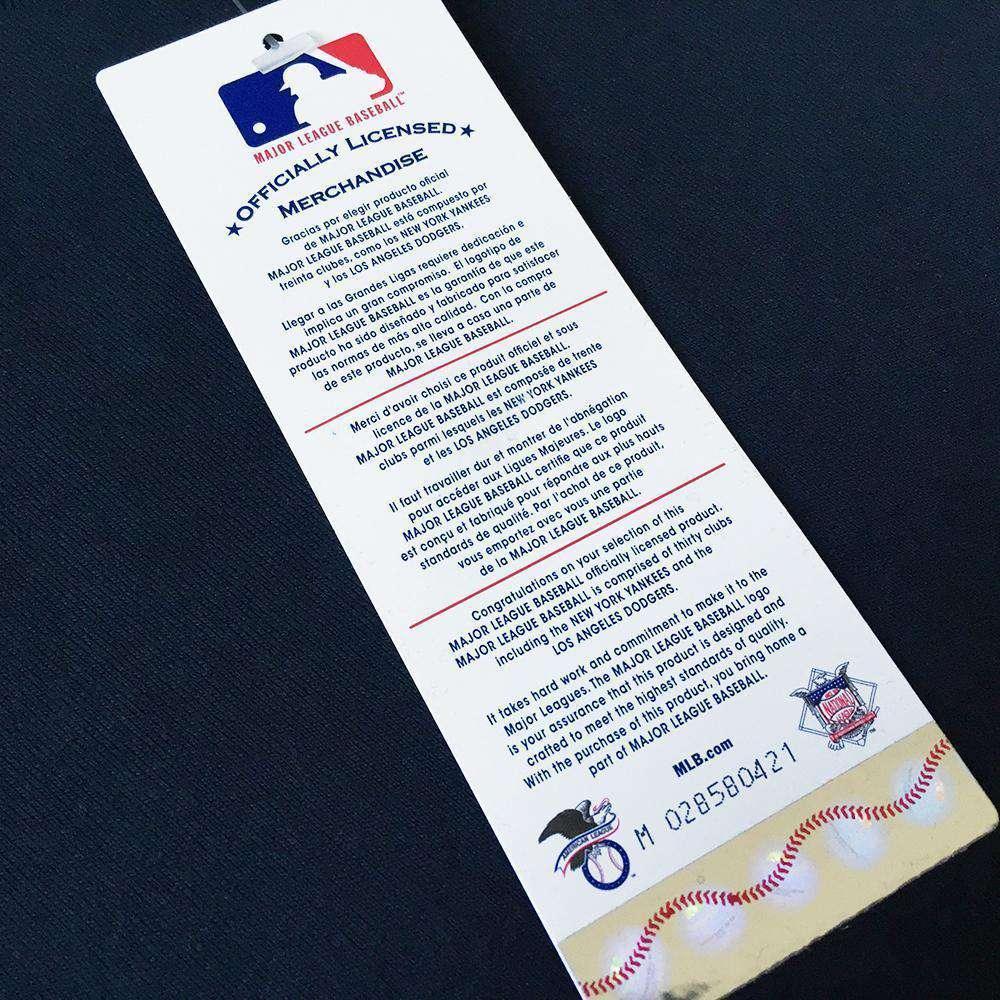 MAJOR LEAGUE BASEBALL™
★OFFICIALLY LICENSED★
MERCHANDISE
Gracias por elegir producto oficial
de MAJOR LEAGUE BASEBALL.
MAJOR LEAGUE BASEBALL está compuesto por
treinta clubes, como los NEW YORK YANKEES
y los LOS ANGELES DODGERS.
Llegar a las Grandes Ligas requiere dedicación e
implica un gran compromiso. El logotipo de
MAJOR LEAGUE BASEBALL es la garantía de que este
producto ha sido diseñado y fabricado para satisfacer
las normas de más alta calidad. Con la compra
de este producto, se lleva a casa una parte de
MAJOR LEAGUE BASEBALL.
Merci d'avoir choisi ce produit officiel et sous
licence de la MAJOR LEAGUE BASEBALL.
MAJOR LEAGUE BASEBALL est composée de trente
clubs parmi lesquels les NEW YORK YANKEES
et les LOS ANGELES DODGERS.
Il faut travailler dur et montrer de l'abnégation
pour accéder aux Ligues Majeures. Le logo
MAJOR LEAGUE BASEBALL certifie que ce produit
est conçu et fabriqué pour répondre aux plus hauts
standards de qualité. Par l'achat de ce produit,
vous emportez avec vous une partie
de la MAJOR LEAGUE BASEBALL.
Congratulations on your selection of this
MAJOR LEAGUE BASEBALL officially licensed product.
MAJOR LEAGUE BASEBALL is comprised of thirty clubs
including the NEW YORK YANKEES and the
LOS ANGELES DODGERS.
It takes hard work and commitment to make it to the
Major Leagues. The MAJOR LEAGUE BASEBALL logo
is your assurance that this product is designed and
crafted to meet the highest standards of quality.
With the purchase of this product, you bring home a
part of MAJOR LEAGUE BASEBALL.
MLB.com
M 028580421
AMERICAN LEAGUE
NATIONAL